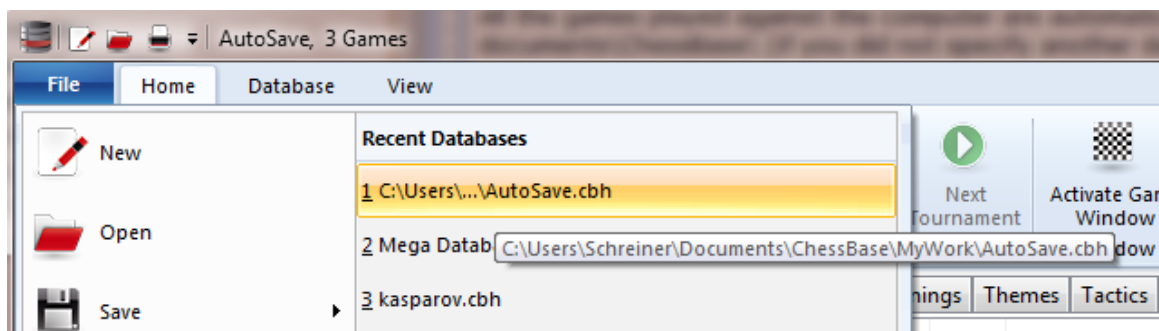 AutoSave, 3 Games
File Home Database View
New
Open
Save
Recent Databases
1 C:\Users\...\AutoSave.cbh
2 Mega Datab
C:\Users\Schreiner\Documents\ChessBase\MyWork\AutoSave.cbh
3 kasparov.cbh
Next
Tournament
Activate Gam
Window
dow
nings Themes Tactics